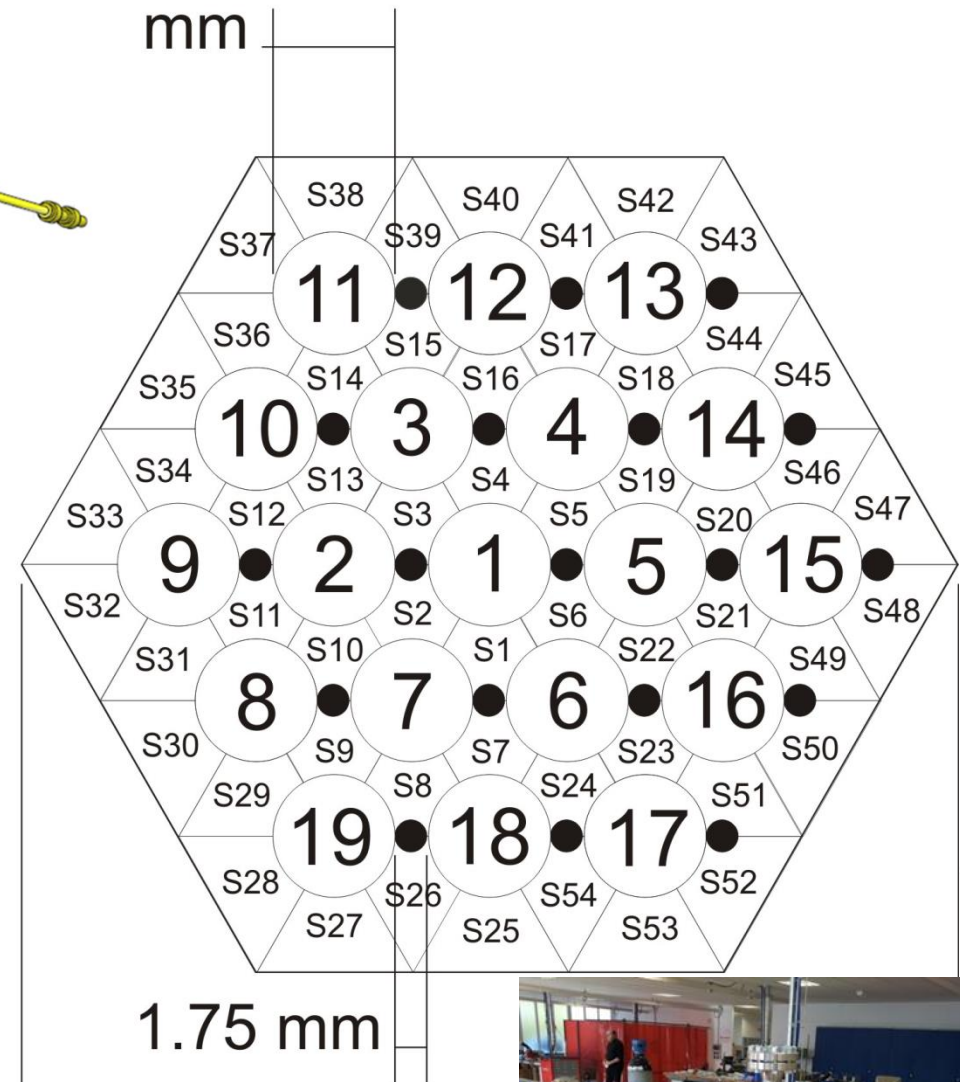 mm
S38 S40 S42
S37 S39 S41 S43
11 12 13
S36 S15 S17 S44
S35 S14 S16 S18 S45
10 3 4 14
S34 S13 S4 S19 S46
S33 S12 S3 S5 S20 S47
9 2 1 5 15
S32 S11 S2 S6 S21 S48
S31 S10 S1 S22 S49
8 7 6 16
S30 S9 S7 S23 S50
S29 S8 S24 S51
19 18 17
S28 S26 S54 S52
S27 S25 S53
1.75 mm